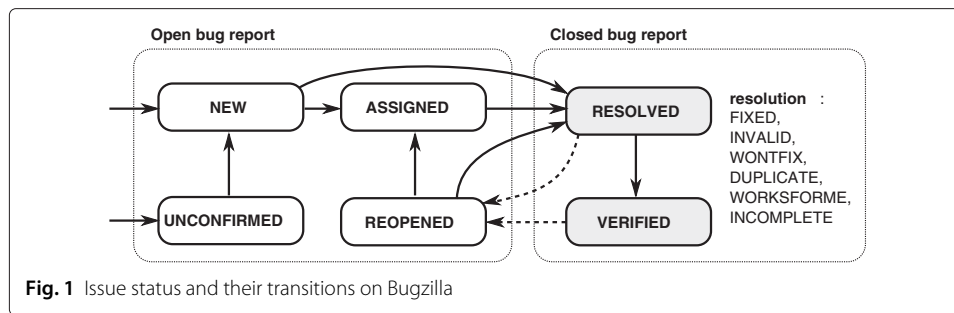 Open bug report
Closed bug report
NEW
ASSIGNED
RESOLVED
UNCONFIRMED
REOPENED
VERIFIED
resolution :
FIXED,
INVALID,
WONTFIX,
DUPLICATE,
WORKSFORME,
INCOMPLETE
Fig. 1 Issue status and their transitions on Bugzilla